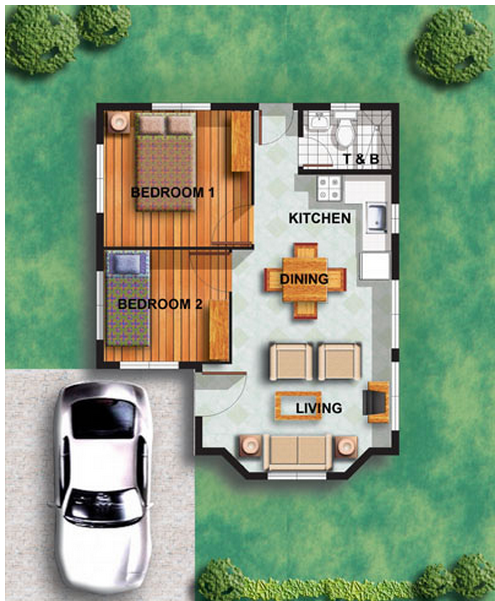 T & B
BEDROOM 1
KITCHEN
DINING
BEDROOM 2
LIVING